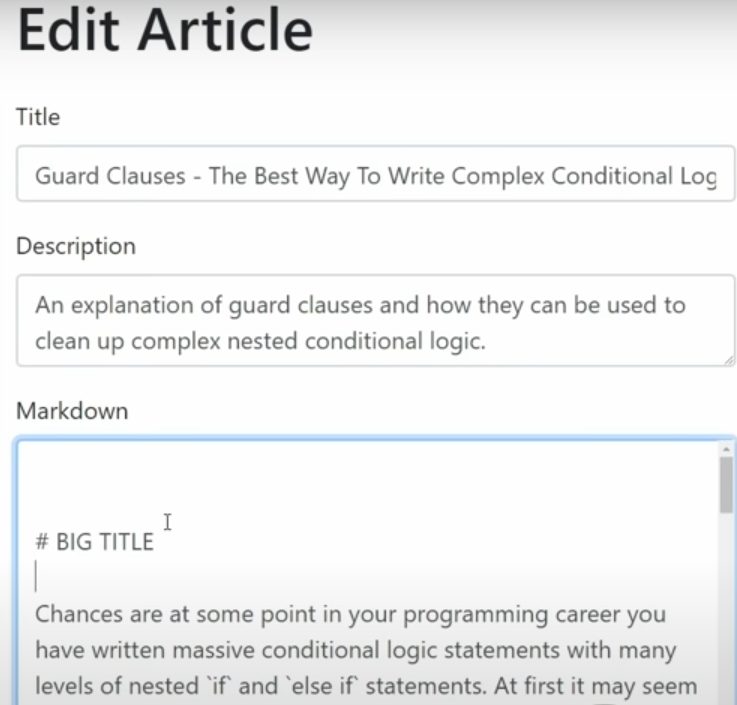 Edit Article
Title
Guard Clauses - The Best Way To Write Complex Conditional Log
Description
An explanation of guard clauses and how they can be used to
clean up complex nested conditional logic.
Markdown
# BIG TITLE
Chances are at some point in your programming career you
have written massive conditional logic statements with many
levels of nested `if` and `else if` statements. At first it may seem